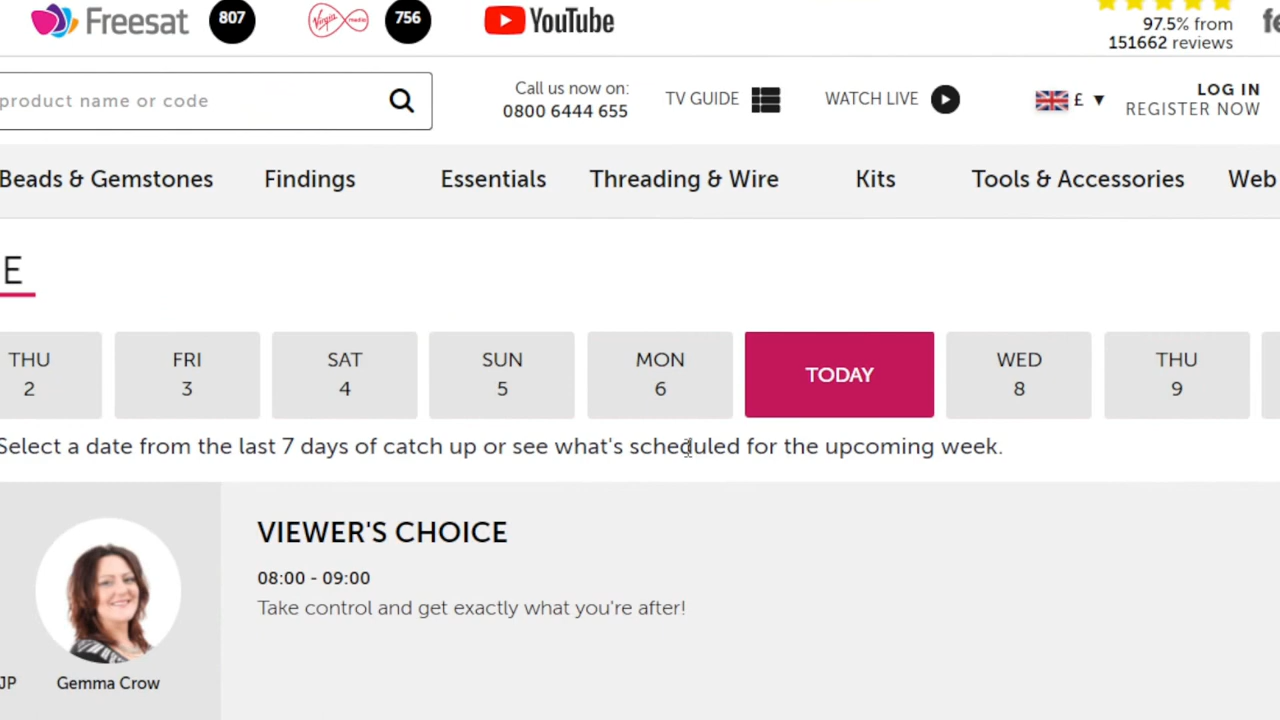 Freesat 807 Virgin media 756 YouTube
97.5% from
151662 reviews
product name or code
Call us now on:
0800 6444 655
TV GUIDE
WATCH LIVE
£ ▼
LOG IN
REGISTER NOW
Beads & Gemstones Findings Essentials Threading & Wire Kits Tools & Accessories Web
E
THU
2
FRI
3
SAT
4
SUN
5
MON
6
TODAY
WED
8
THU
9
Select a date from the last 7 days of catch up or see what's scheduled for the upcoming week.
VIEWER'S CHOICE
08:00 - 09:00
Take control and get exactly what you're after!
JP
Gemma Crow